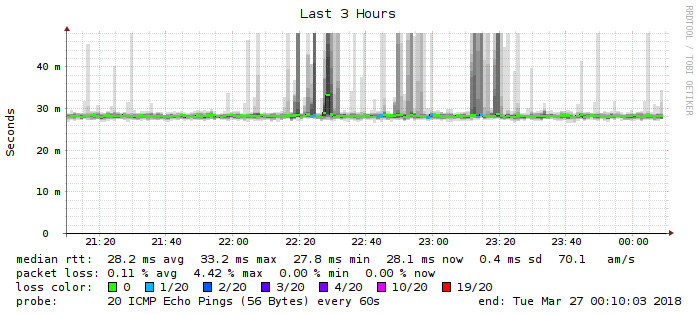 Last 3 Hours
RRDTOOL / TOBI OETIKER
Seconds
40 m
30 m
20 m
10 m
0
21:20 21:40 22:00 22:20 22:40 23:00 23:20 23:40 00:00
median rtt: 28.2 ms avg 33.2 ms max 27.8 ms min 28.1 ms now 0.4 ms sd 70.1 am/s
packet loss: 0.11 % avg 4.42 % max 0.00 % min 0.00 % now
loss color: 0 1/20 2/20 3/20 4/20 10/20 19/20
probe: 20 ICMP Echo Pings (56 Bytes) every 60s end: Tue Mar 27 00:10:03 2018